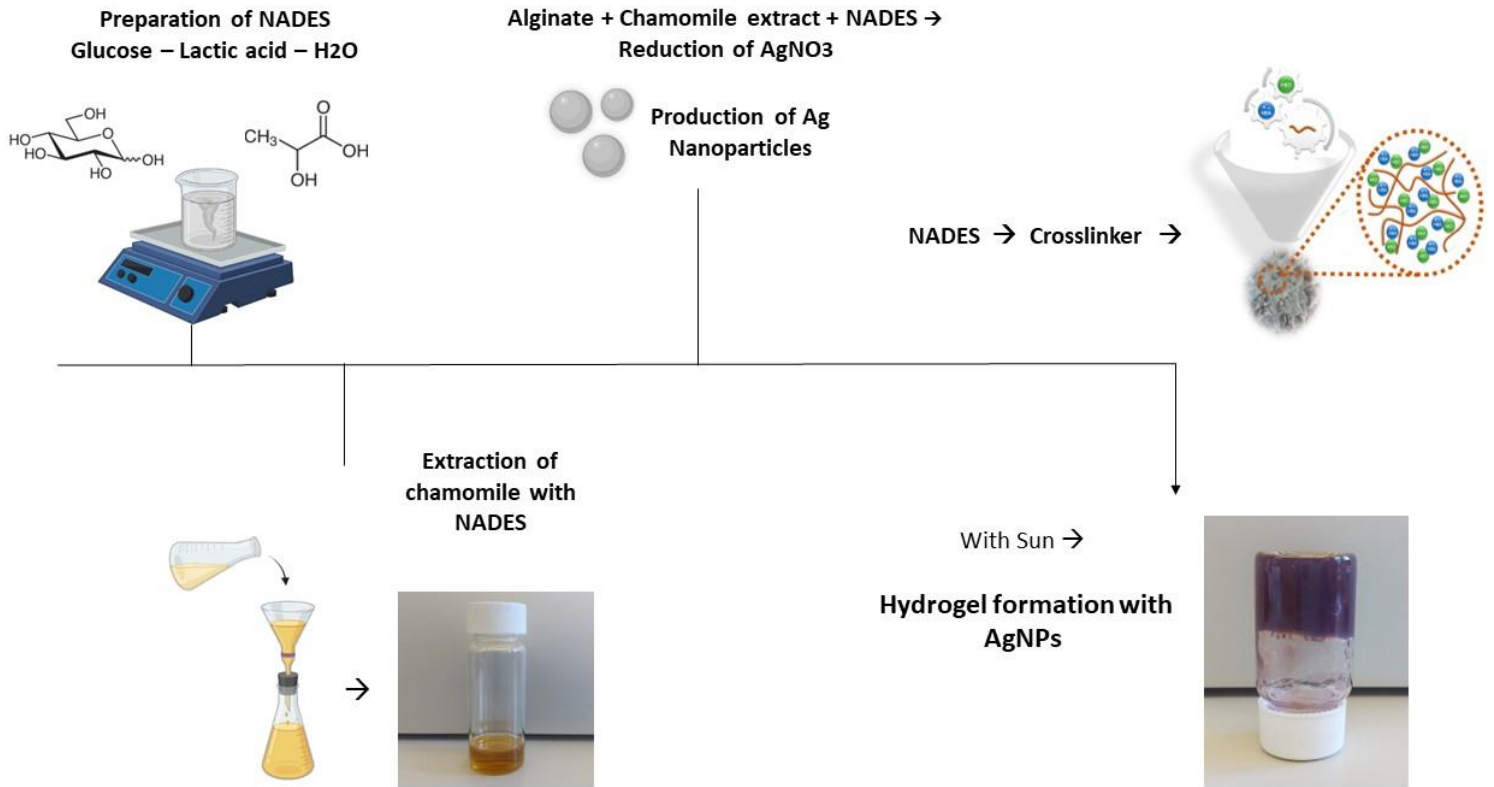 Preparation of NADES
Glucose – Lactic acid – H2O
Alginate + Chamomile extract + NADES →
Reduction of AgNO3
OH
O
HO
HO
OH
HO
OH
O
CH3
OH
OH
Production of Ag
Nanoparticles
NADES → Crosslinker →
Extraction of
chamomile with
NADES
→
With Sun →
Hydrogel formation with
AgNPs